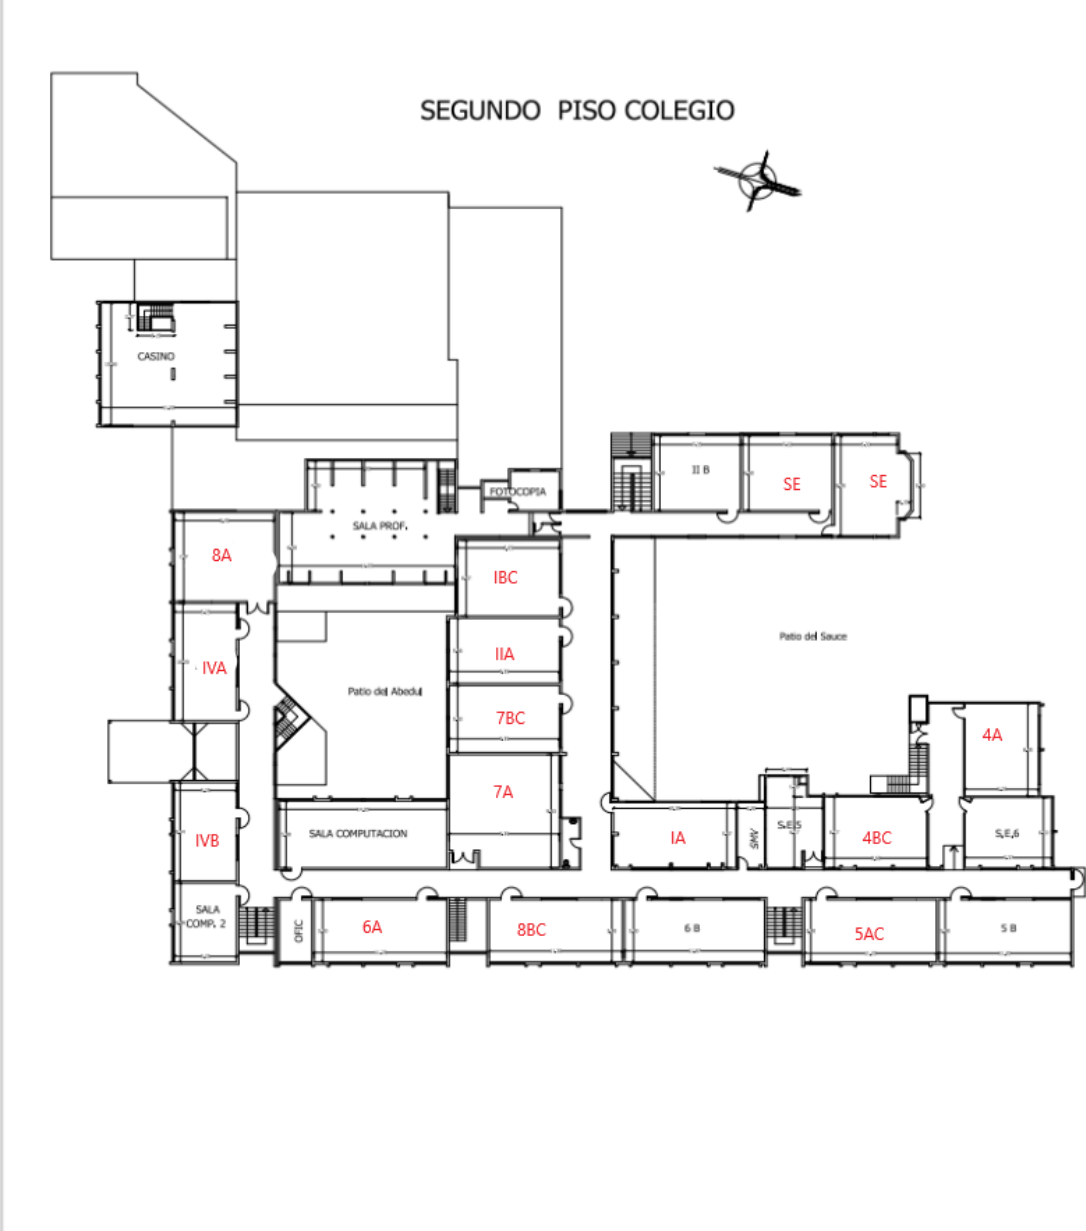 SEGUNDO PISO COLEGIO
CASINO
II B
SE
SE
FOTOCOPIA
SALA PROF.
8A
IBC
IVA
IIA
Patio del Sauce
Patio del Abedul
7BC
4A
7A
SALA COMPUTACION
IA
SMV
S.E.5
4BC
S.E.6
IVB
SALA
COMP. 2
OFIC
6A
8BC
6 B
5AC
5 B